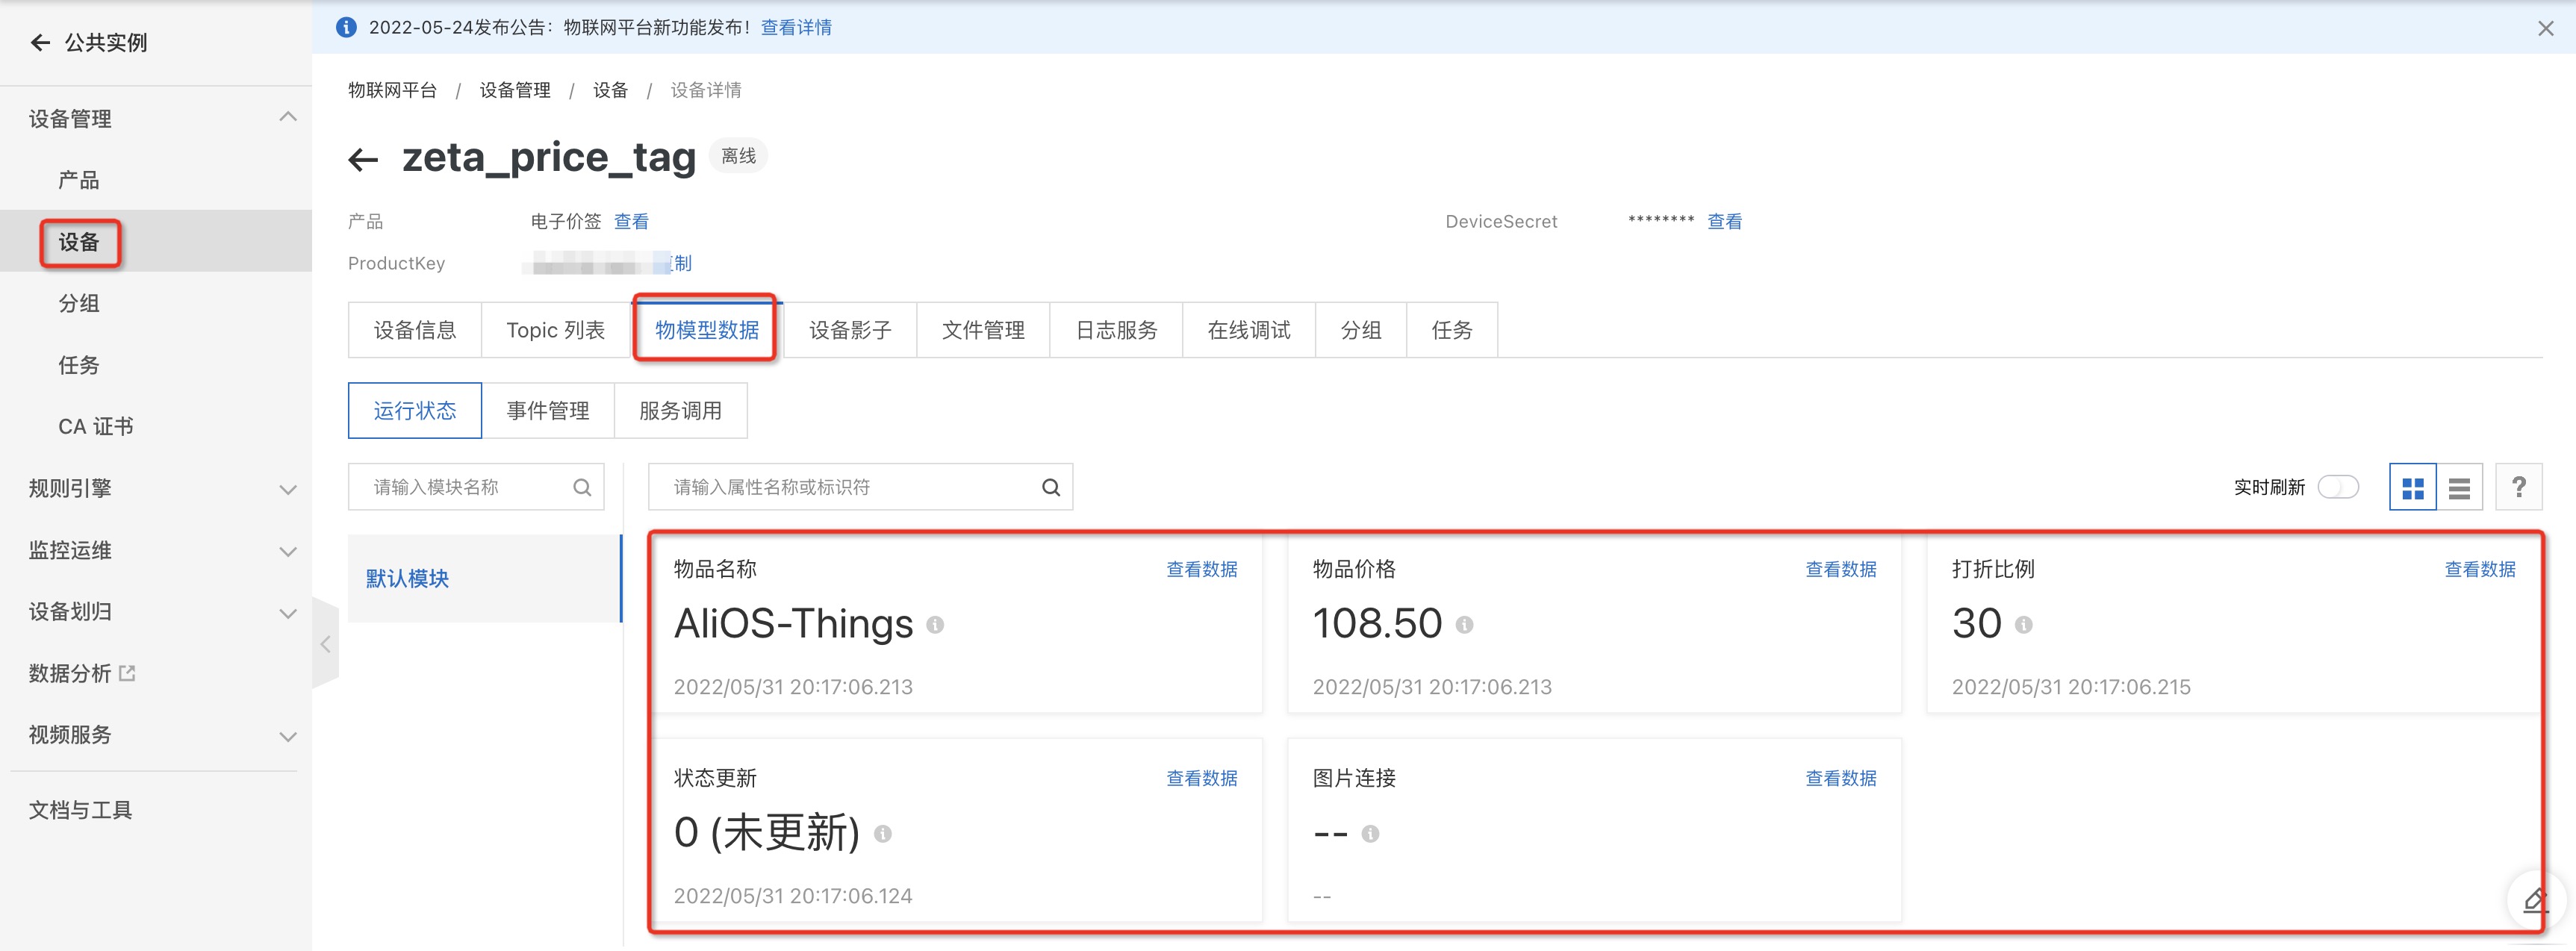 公共实例
设备管理
产品
设备
分组
任务
CA 证书
规则引擎
监控运维
设备划归
数据分析
视频服务
文档与工具
2022-05-24发布公告：物联网平台新功能发布！ 查看详情
物联网平台 / 设备管理 / 设备 / 设备详情
zeta_price_tag 离线
产品 电子价签 查看 DeviceSecret ******** 查看
ProductKey 制
设备信息 Topic 列表 物模型数据 设备影子 文件管理 日志服务 在线调试 分组 任务
运行状态 事件管理 服务调用
请输入模块名称 请输入属性名称或标识符 实时刷新 ?
默认模块
物品名称 查看数据 物品价格 查看数据 打折比例 查看数据
AliOS-Things 108.50 30
2022/05/31 20:17:06.213 2022/05/31 20:17:06.213 2022/05/31 20:17:06.215
状态更新 查看数据 图片连接 查看数据
0 (未更新) --
2022/05/31 20:17:06.124 --